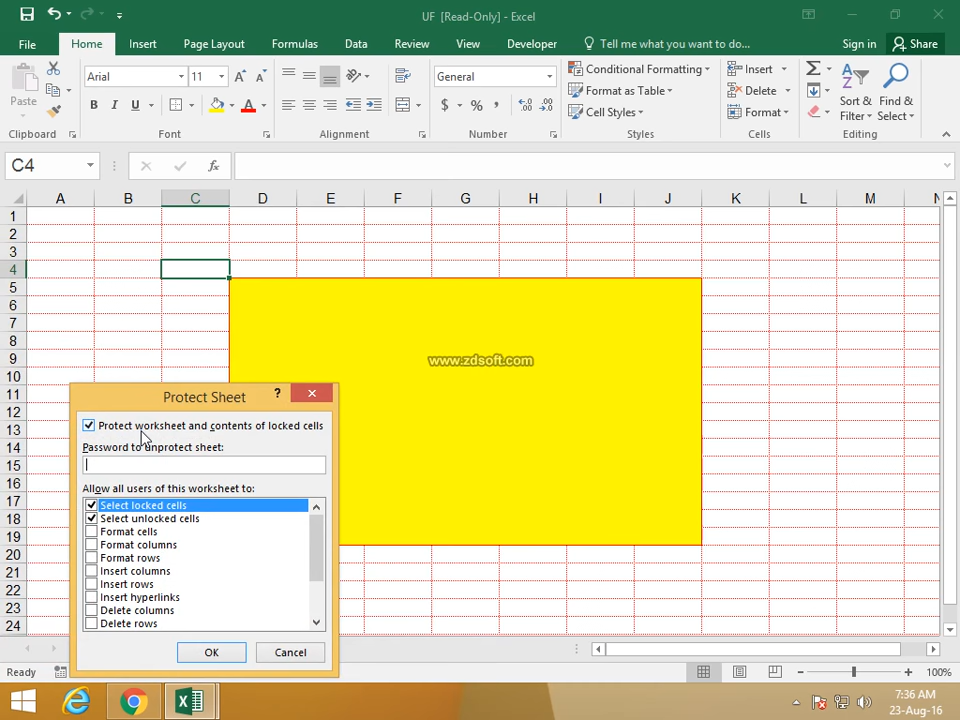 UF [Read-Only] - Excel
File Home Insert Page Layout Formulas Data Review View Developer Tell me what you want to do... Sign in Share
Paste
Clipboard
Arial 11 A A
B I U A
Font
Alignment
General
$ % , .0 .00 .00 .0
Number
Conditional Formatting
Format as Table
Cell Styles
Styles
Insert
Delete
Format
Cells
Sort & Filter
Find & Select
Editing
C4 fx
A B C D E F G H I J K L M N
1
2
3
4
5
6
7
8
9
10
11
12
13
14
15
16
17
18
19
20
21
22
23
24
www.zdsoft.com
Protect Sheet ?
Protect worksheet and contents of locked cells
Password to unprotect sheet:
Allow all users of this worksheet to:
Select locked cells
Select unlocked cells
Format cells
Format columns
Format rows
Insert columns
Insert rows
Insert hyperlinks
Delete columns
Delete rows
OK Cancel
Ready 100%
7:36 AM
23-Aug-16